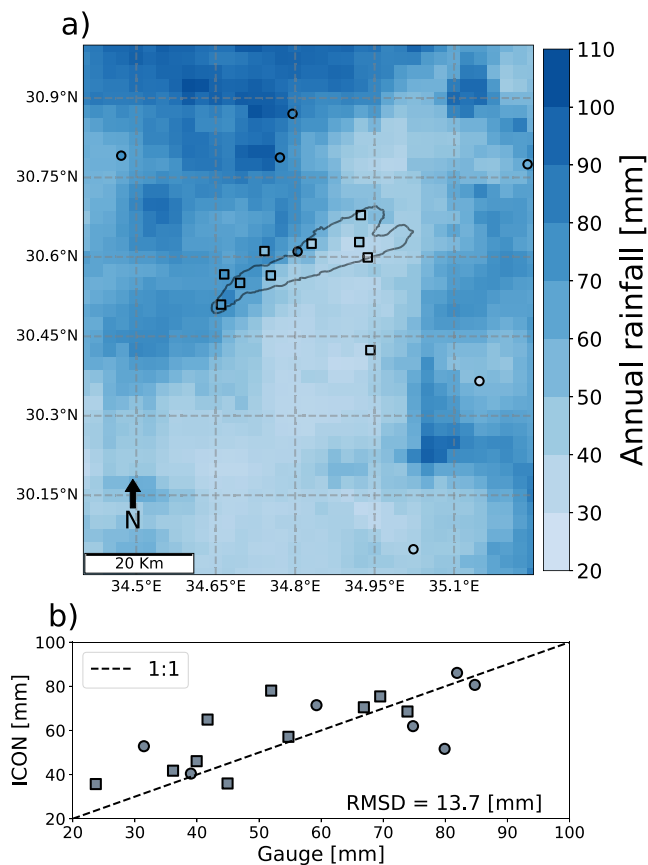 a)
30.9°N
30.75°N
30.6°N
30.45°N
30.3°N
30.15°N
N
20 Km
34.5°E 34.65°E 34.8°E 34.95°E 35.1°E
110
100
90
80
70
60
50
40
30
20
Annual rainfall [mm]
b)
100
80
60
40
20
ICON [mm]
1:1
RMSD = 13.7 [mm]
20 30 40 50 60 70 80 90 100
Gauge [mm]